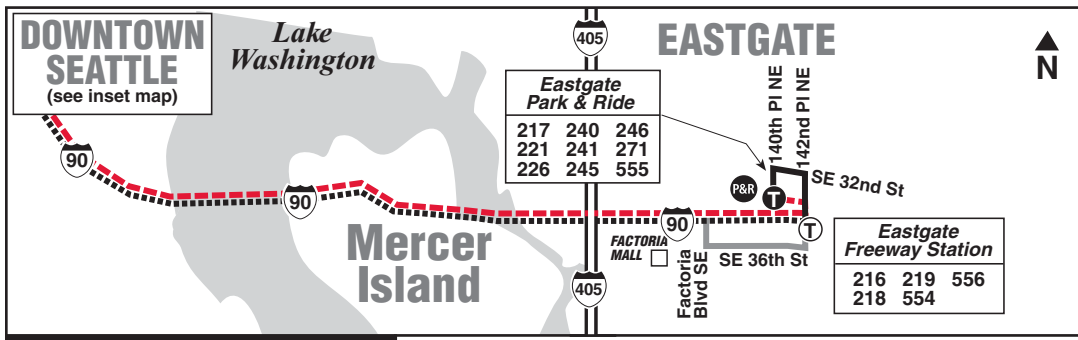 DOWNTOWN
SEATTLE
(see inset map)
Lake
Washington
405
EASTGATE
N
Eastgate
Park & Ride
217 240 246
221 241 271
226 245 555
140th Pl NE
142nd Pl NE
SE 32nd St
P&R
T
90
90
90
T
Mercer
Island
FACTORIA
MALL
Factoria
Blvd SE
SE 36th St
405
Eastgate
Freeway Station
216 219 556
218 554